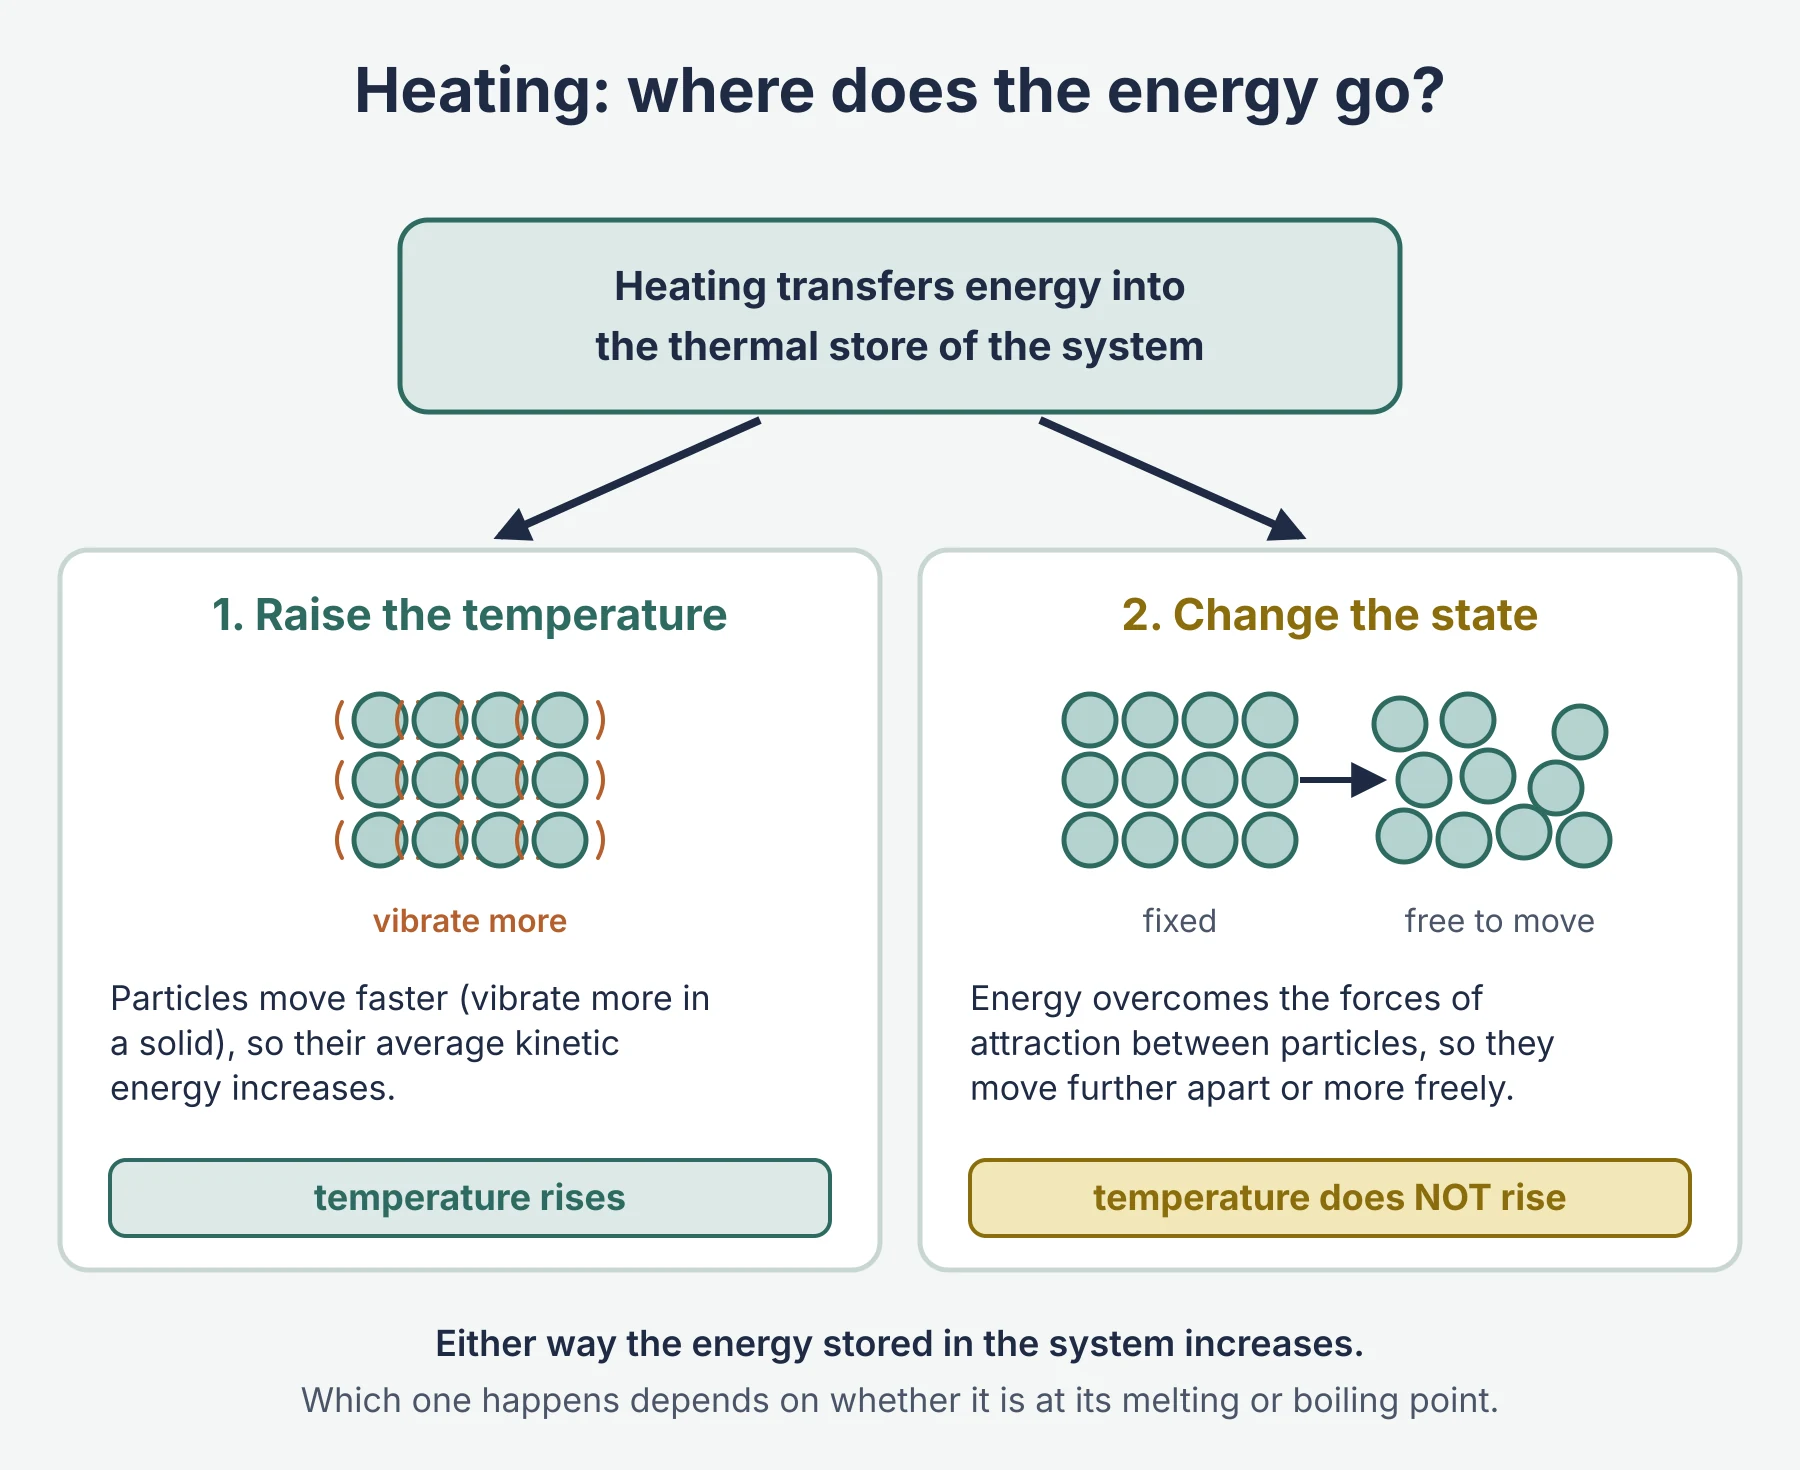 Heating: where does the energy go?
Heating transfers energy into
the thermal store of the system
1. Raise the temperature
vibrate more
Particles move faster (vibrate more in
a solid), so their average kinetic
energy increases.
temperature rises
2. Change the state
fixed
free to move
Energy overcomes the forces of
attraction between particles, so they
move further apart or more freely.
temperature does NOT rise
Either way the energy stored in the system increases.
Which one happens depends on whether it is at its melting or boiling point.